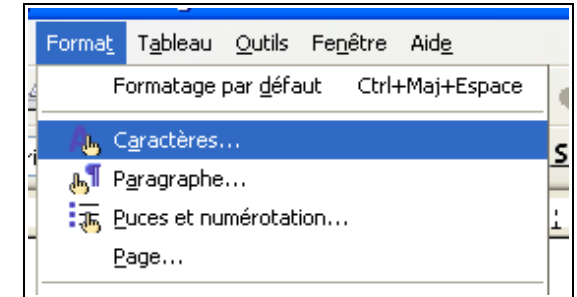 Format Tableau Outils Fenêtre Aide
Formatage par défaut Ctrl+Maj+Espace
Caractères...
S
Paragraphe...
Puces et numérotation...
Page...